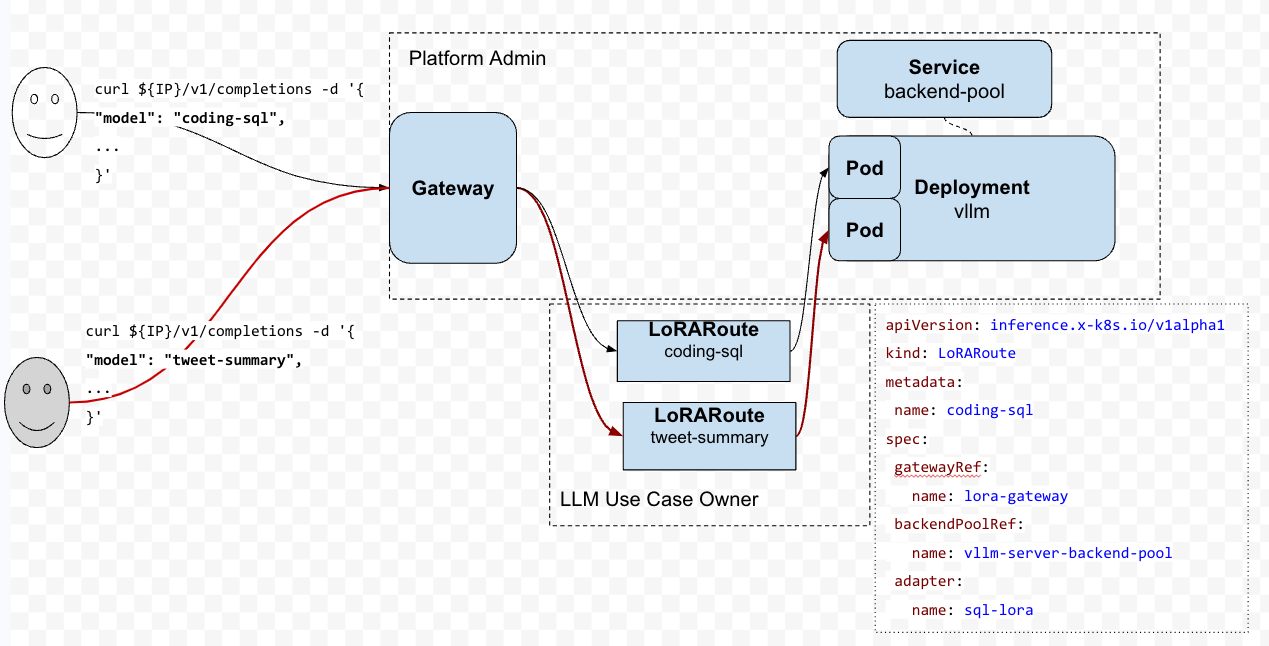 Platform Admin
Service
backend-pool
curl ${IP}/v1/completions -d '{
"model": "coding-sql",
...
}'
Gateway
Pod
Pod
Deployment
vllm
curl ${IP}/v1/completions -d '{
"model": "tweet-summary",
...
}'
LoRARoute
coding-sql
LoRARoute
tweet-summary
LLM Use Case Owner
apiVersion: inference.x-k8s.io/v1alpha1
kind: LoRARoute
metadata:
name: coding-sql
spec:
gatewayRef:
name: lora-gateway
backendPoolRef:
name: vllm-server-backend-pool
adapter:
name: sql-lora